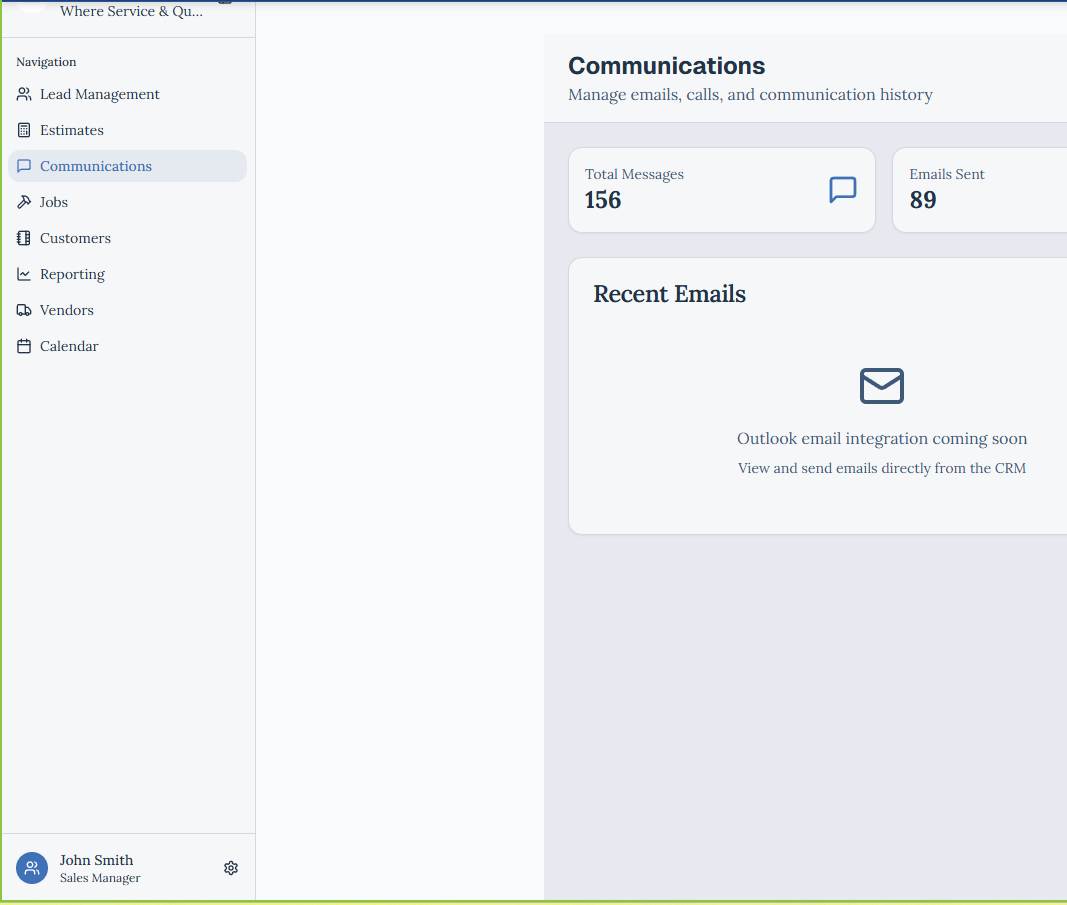 Where Service & Qu...
Navigation
Lead Management
Estimates
Communications
Jobs
Customers
Reporting
Vendors
Calendar
John Smith
Sales Manager
Communications
Manage emails, calls, and communication history
Total Messages
156
Emails Sent
89
Recent Emails
Outlook email integration coming soon
View and send emails directly from the CRM